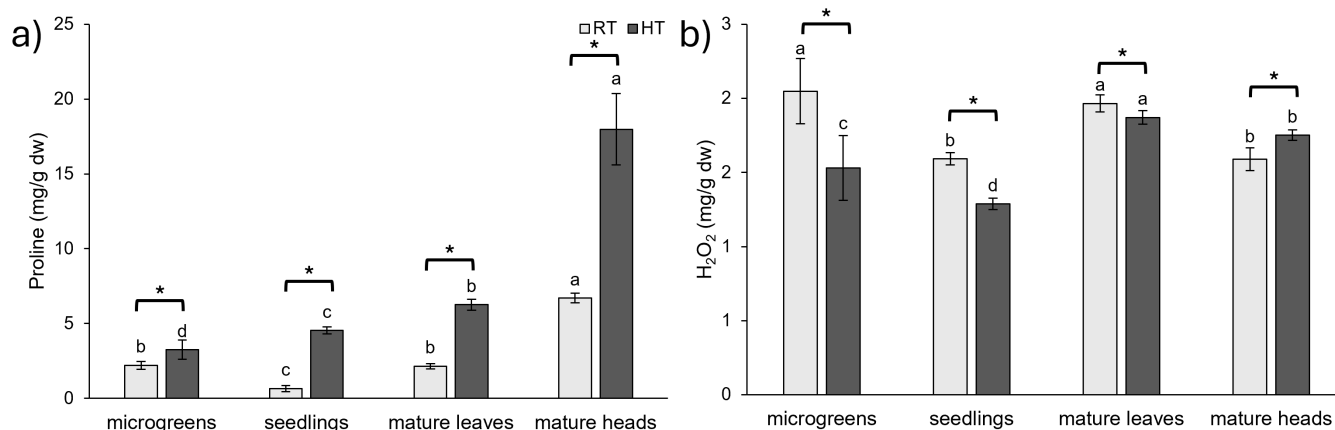 a)
RT HT
Proline (mg/g dw)
25
20
15
10
5
0
*
*
*
*
b
d
c
c
b
b
a
a
microgreens seedlings mature leaves mature heads
b)
H₂O₂ (mg/g dw)
3
2
2
1
1
0
*
*
*
*
a
c
b
d
a
a
b
b
microgreens seedlings mature leaves mature heads